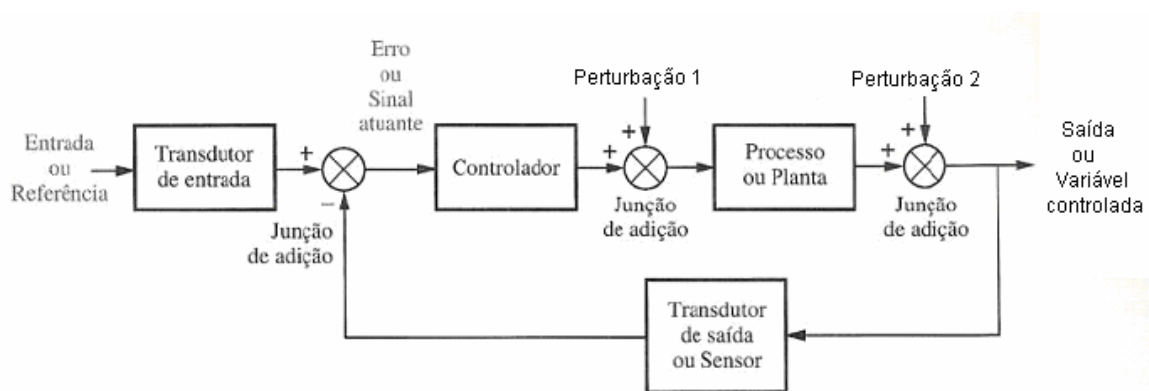 Entrada
ou
Referência
Transdutor
de entrada
+
−
Junção
de adição
Erro
ou
Sinal
atuante
Controlador
Perturbação 1
+
+
Junção
de adição
Processo
ou Planta
Perturbação 2
+
+
Junção
de adição
Saída
ou
Variável
controlada
Transdutor
de saída
ou Sensor